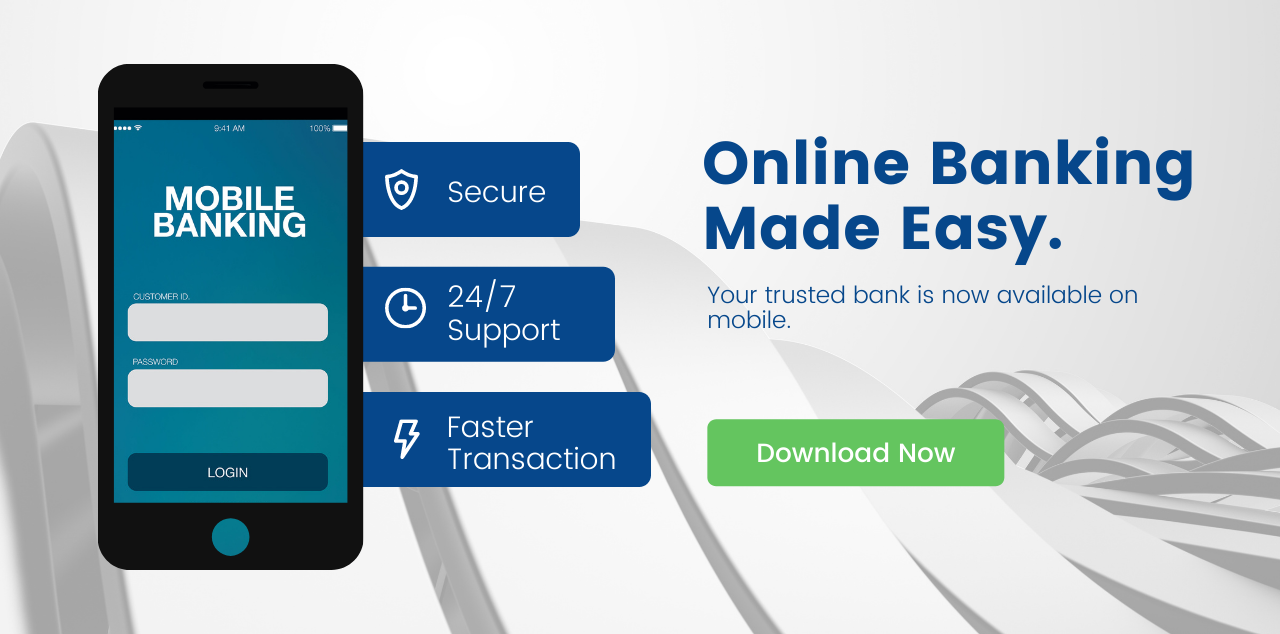 9:41 AM
100%
MOBILE
BANKING
CUSTOMER ID.
PASSWORD
LOGIN
Secure
24/7
Support
Faster
Transaction
Online Banking
Made Easy.
Your trusted bank is now available on
mobile.
Download Now